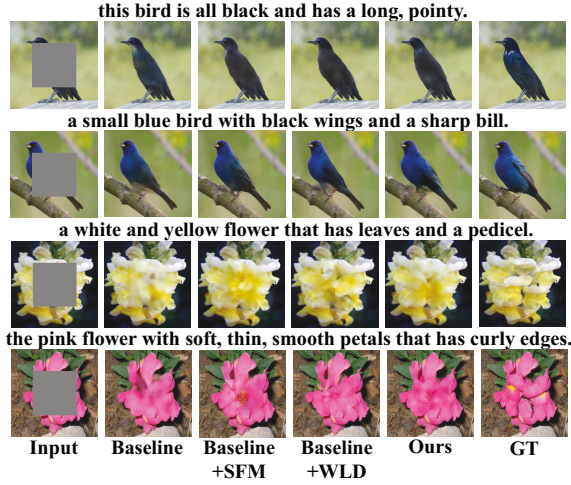 this bird is all black and has a long, pointy.
a small blue bird with black wings and a sharp bill.
a white and yellow flower that has leaves and a pedicel.
the pink flower with soft, thin, smooth petals that has curly edges.
Input Baseline Baseline Baseline Ours GT
+SFM +WLD